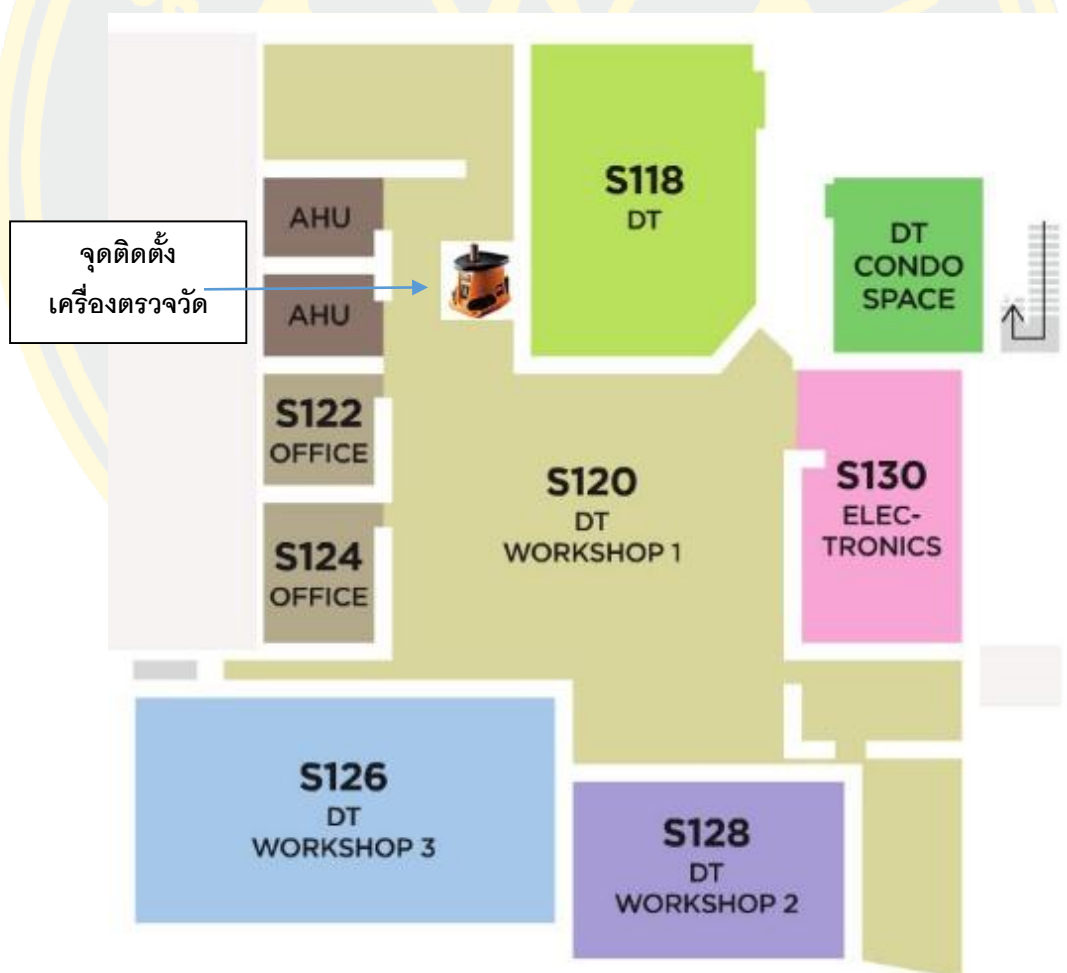 S118
DT
AHU
จุดติดตั้ง
เครื่องตรวจวัด
DT
CONDO
SPACE
AHU
S122
OFFICE
S120
DT
WORKSHOP 1
S130
ELEC-
TRONICS
S124
OFFICE
S126
DT
WORKSHOP 3
S128
DT
WORKSHOP 2